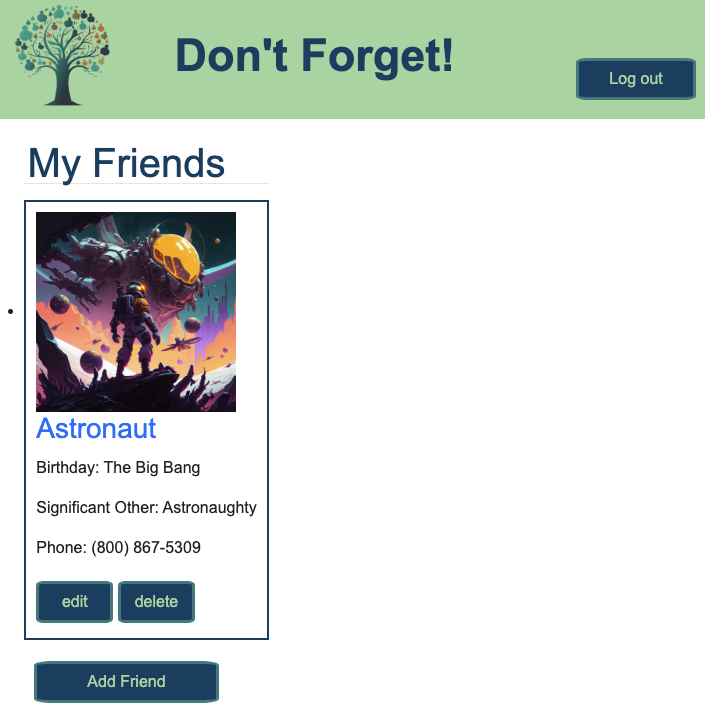 Don't Forget!
Log out
My Friends
Astronaut
Birthday: The Big Bang
Significant Other: Astronaughty
Phone: (800) 867-5309
edit delete
Add Friend